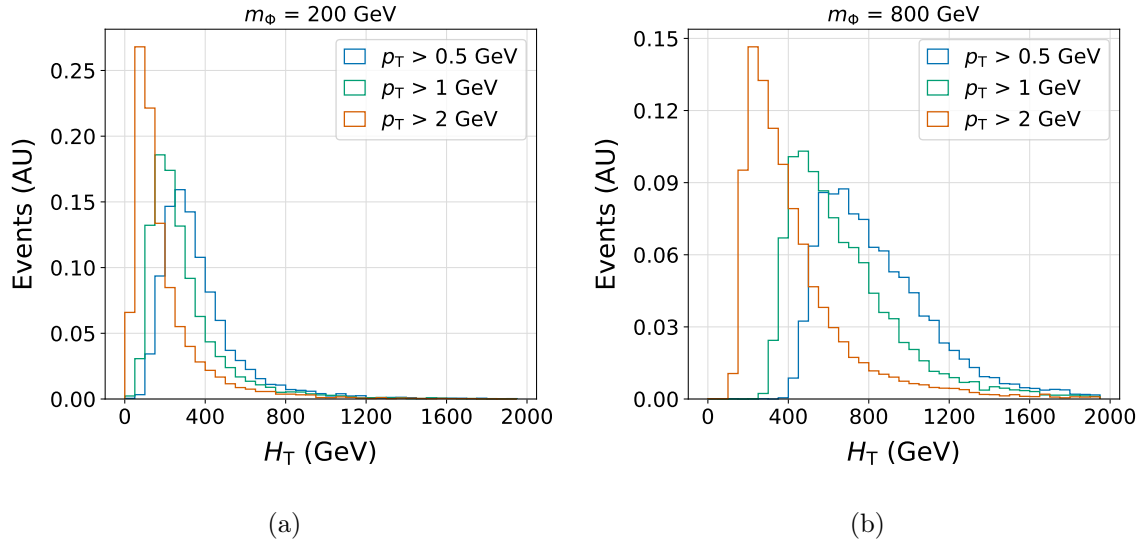 m_Φ = 200 GeV
Events (AU)
0.25
0.20
0.15
0.10
0.05
0.00
p_T > 0.5 GeV
p_T > 1 GeV
p_T > 2 GeV
0
400
800
1200
1600
2000
H_T (GeV)
(a)
m_Φ = 800 GeV
Events (AU)
0.15
0.12
0.09
0.06
0.03
0.00
p_T > 0.5 GeV
p_T > 1 GeV
p_T > 2 GeV
0
400
800
1200
1600
2000
H_T (GeV)
(b)